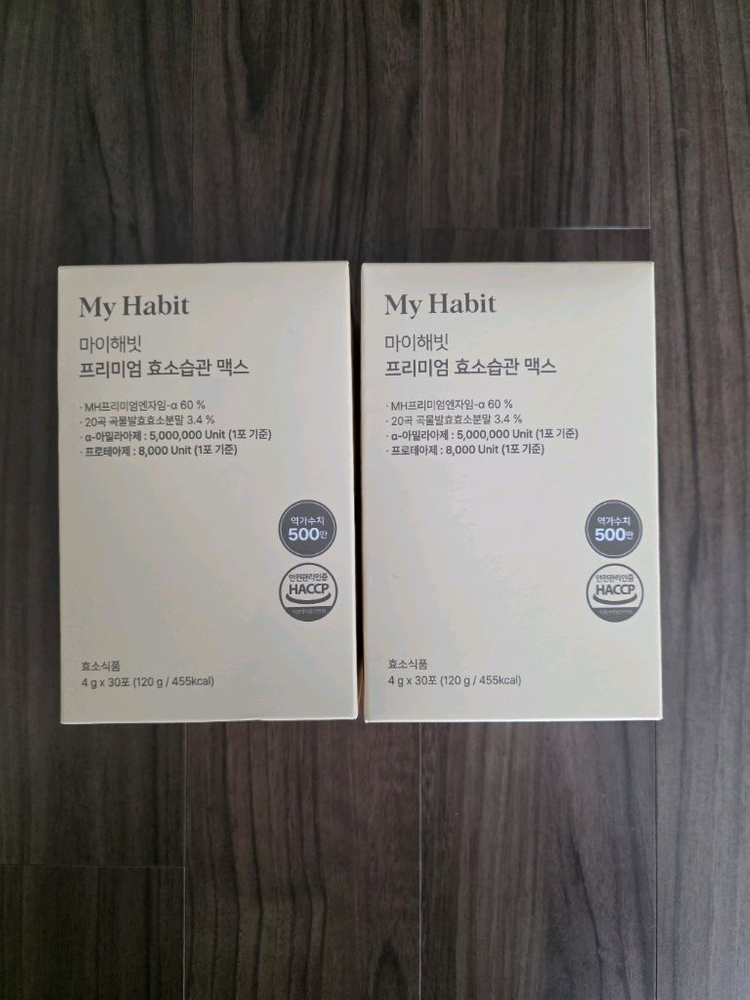 My Habit
마이해빗
프리미엄 효소습관 맥스
· MH프리미엄엔자임-α 60 %
· 20곡 곡물발효효소분말 3.4 %
· α-아밀라아제 : 5,000,000 Unit (1포 기준)
· 프로테아제 : 8,000 Unit (1포 기준)
역가수치
500만
안전관리인증
HACCP
효소식품
4 g x 30포 (120 g / 455kcal)
My Habit
마이해빗
프리미엄 효소습관 맥스
· MH프리미엄엔자임-α 60 %
· 20곡 곡물발효효소분말 3.4 %
· α-아밀라아제 : 5,000,000 Unit (1포 기준)
· 프로테아제 : 8,000 Unit (1포 기준)
역가수치
500만
안전관리인증
HACCP
효소식품
4 g x 30포 (120 g / 455kcal)